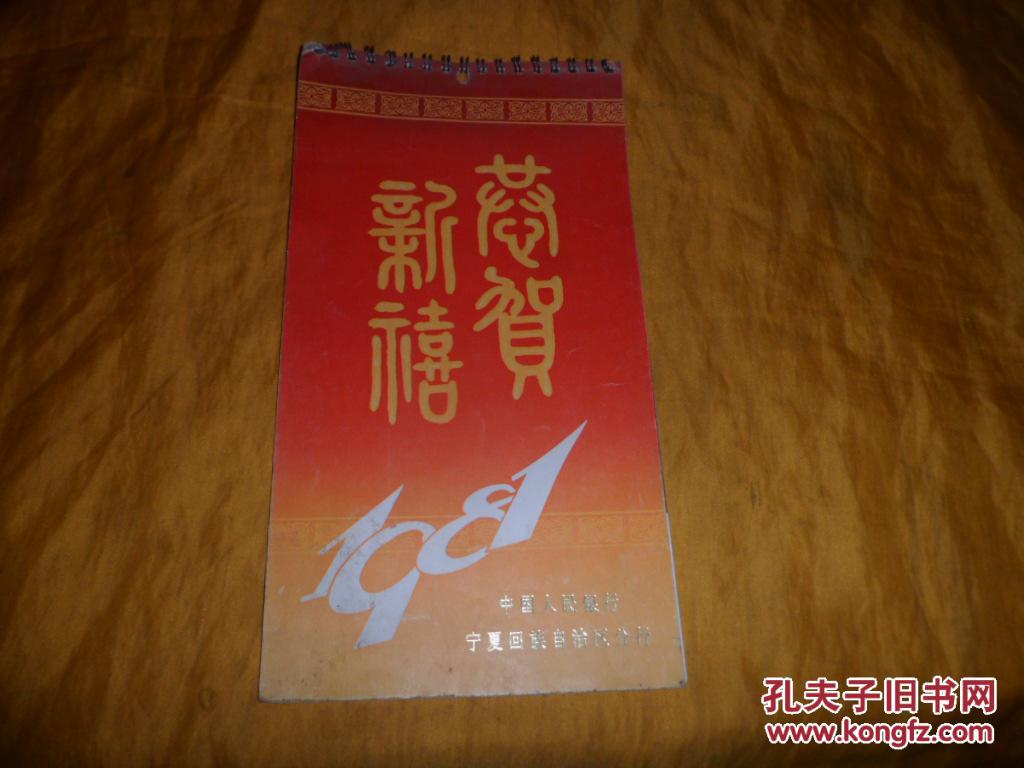 恭賀
新禧
1981
中国人民银行
宁夏回族自治区分行
孔夫子旧书网
www.kongfz.com